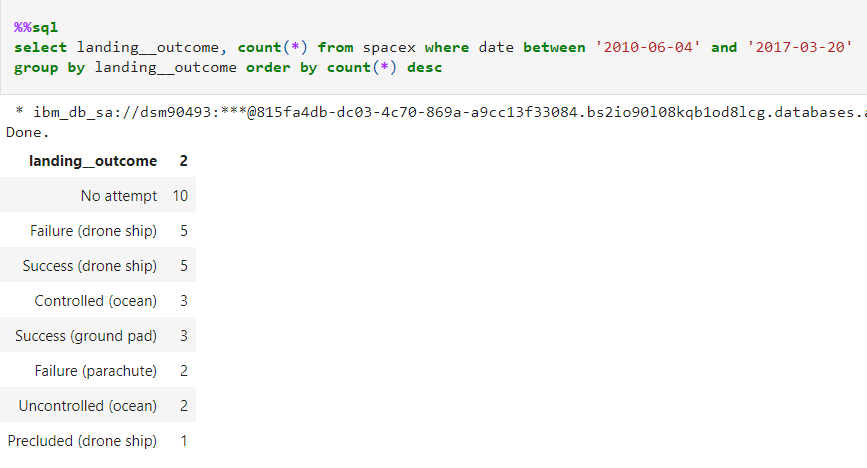 %%sql
select landing__outcome, count(*) from spacex where date between '2010-06-04' and '2017-03-20'
group by landing__outcome order by count(*) desc
* ibm_db_sa://dsm90493:***@815fa4db-dc03-4c70-869a-a9cc13f33084.bs2io90l08kqb1od8lcg.databases.a
Done.
landing__outcome 2
No attempt 10
Failure (drone ship) 5
Success (drone ship) 5
Controlled (ocean) 3
Success (ground pad) 3
Failure (parachute) 2
Uncontrolled (ocean) 2
Precluded (drone ship) 1